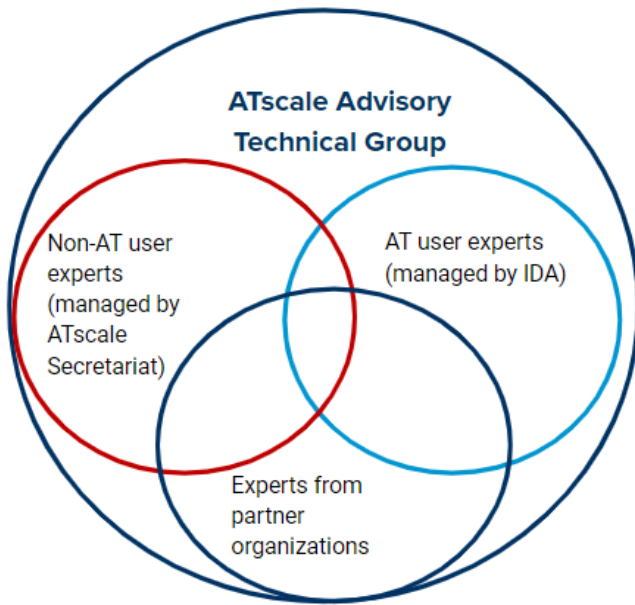 ATscale Advisory
Technical Group
Non-AT user
experts
(managed by
ATscale
Secretariat)
AT user experts
(managed by IDA)
Experts from
partner
organizations